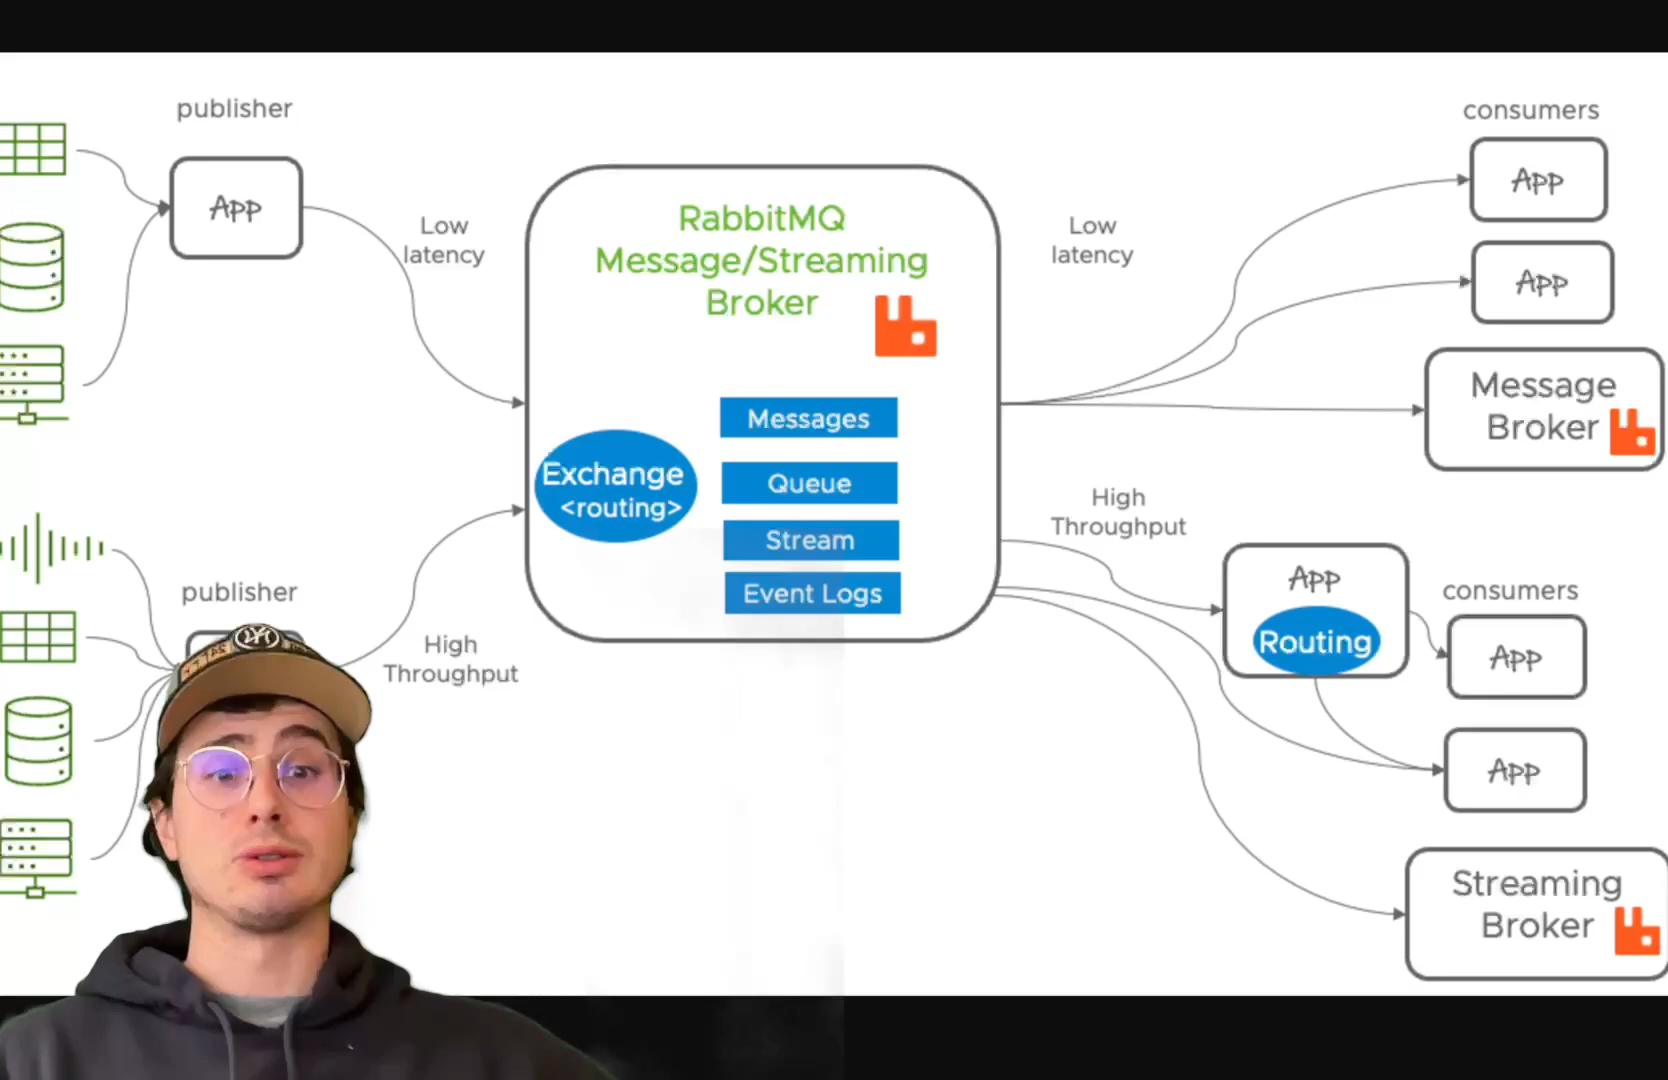 publisher
App
Low
latency
RabbitMQ
Message/Streaming
Broker
Exchange
<routing>
Messages
Queue
Stream
Event Logs
Low
latency
consumers
App
App
Message
Broker
High
Throughput
App
Routing
consumers
App
App
Streaming
Broker
publisher
High
Throughput